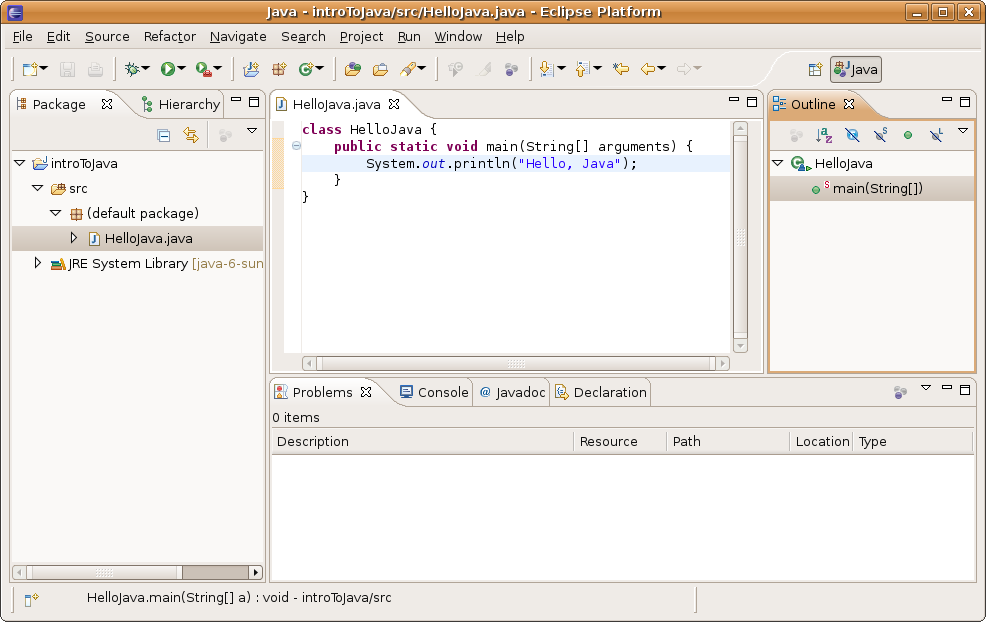 Java - introToJava/src/HelloJava.java - Eclipse Platform
File Edit Source Refactor Navigate Search Project Run Window Help
Java
Package Hierarchy
introToJava
src
(default package)
HelloJava.java
JRE System Library [java-6-sun
HelloJava.java
class HelloJava {
public static void main(String[] arguments) {
System.out.println("Hello, Java");
}
}
Outline
HelloJava
main(String[])
Problems Console @ Javadoc Declaration
0 items
Description Resource Path Location Type
HelloJava.main(String[] a) : void - introToJava/src